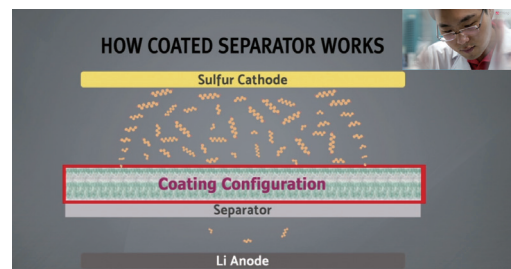 HOW COATED SEPARATOR WORKS
Sulfur Cathode
Coating Configuration
Separator
Li Anode